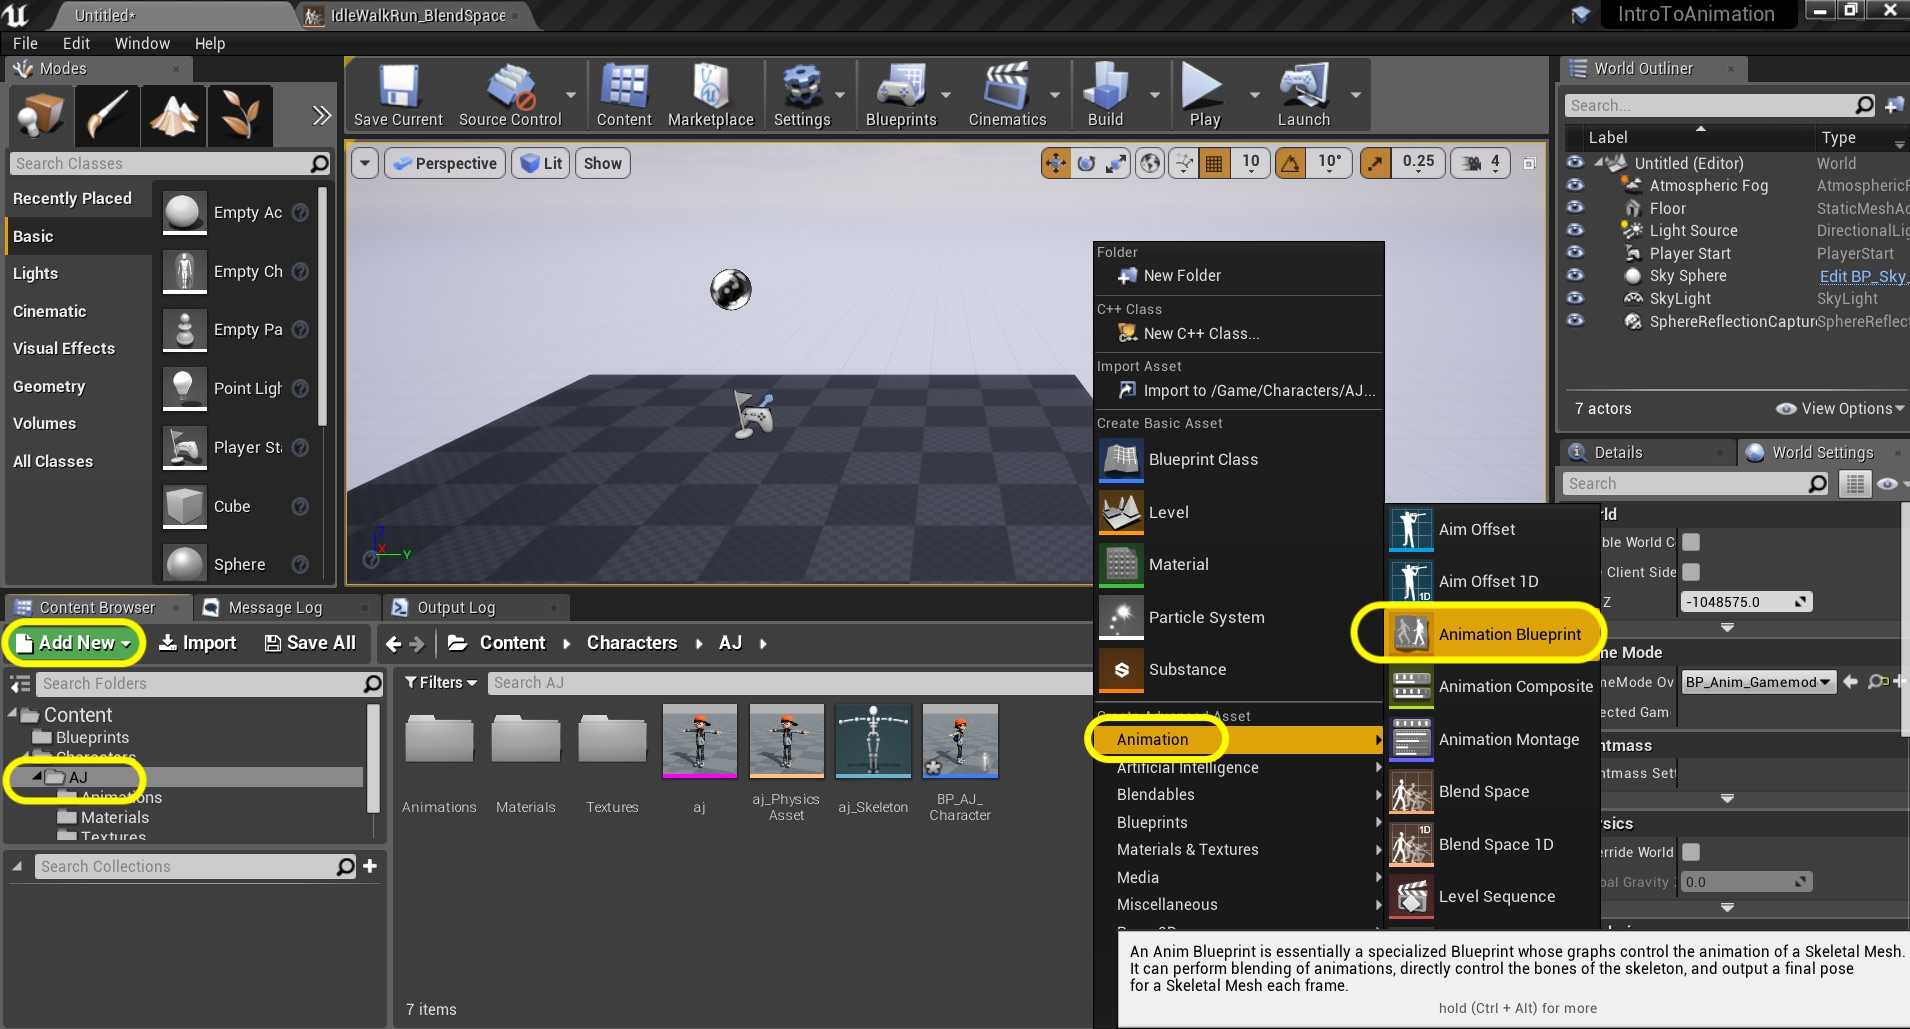 Untitled*
IdleWalkRun_BlendSpace
IntroToAnimation
File Edit Window Help
Modes
Save Current
Source Control
Content
Marketplace
Settings
Blueprints
Cinematics
Build
Play
Launch
Search Classes
Recently Placed
Basic
Lights
Cinematic
Visual Effects
Geometry
Volumes
All Classes
Empty Ac
Empty Ch
Empty Pa
Point Ligh
Player Sta
Cube
Sphere
Perspective
Lit
Show
10
10°
0.25
4
X
Y
World Outliner
Search...
Label Type
Untitled (Editor) World
Atmospheric Fog AtmosphericF
Floor StaticMeshAc
Light Source DirectionalLig
Player Start PlayerStart
Sky Sphere Edit BP_Sky_
SkyLight SkyLight
SphereReflectionCapture SphereReflect
7 actors
View Options
Details
World Settings
Search
ld
ble World C
Client Side
Z -1048575.0
me Mode
neMode Ov BP_Anim_Gamemod
ected Gam
htmass
htmass Sett
sics
erride World
bal Gravity 0.0
Folder
New Folder
C++ Class
New C++ Class...
Import Asset
Import to /Game/Characters/AJ...
Create Basic Asset
Blueprint Class
Level
Material
Particle System
Substance
Create Advanced Asset
Animation
Artificial Intelligence
Blendables
Blueprints
Materials & Textures
Media
Miscellaneous
Aim Offset
Aim Offset 1D
1D
Animation Blueprint
Animation Composite
Animation Montage
Blend Space
Blend Space 1D
1D
Level Sequence
An Anim Blueprint is essentially a specialized Blueprint whose graphs control the animation of a Skeletal Mesh.
It can perform blending of animations, directly control the bones of the skeleton, and output a final pose
for a Skeletal Mesh each frame.
hold (Ctrl + Alt) for more
Content Browser
Message Log
Output Log
Add New
Import
Save All
Content
Characters
AJ
Search Folders
Content
Blueprints
Characters
AJ
Animations
Materials
Textures
Search Collections
Filters
Search AJ
Animations
Materials
Textures
aj
aj_Physics
Asset
aj_Skeleton
BP_AJ_
Character
7 items